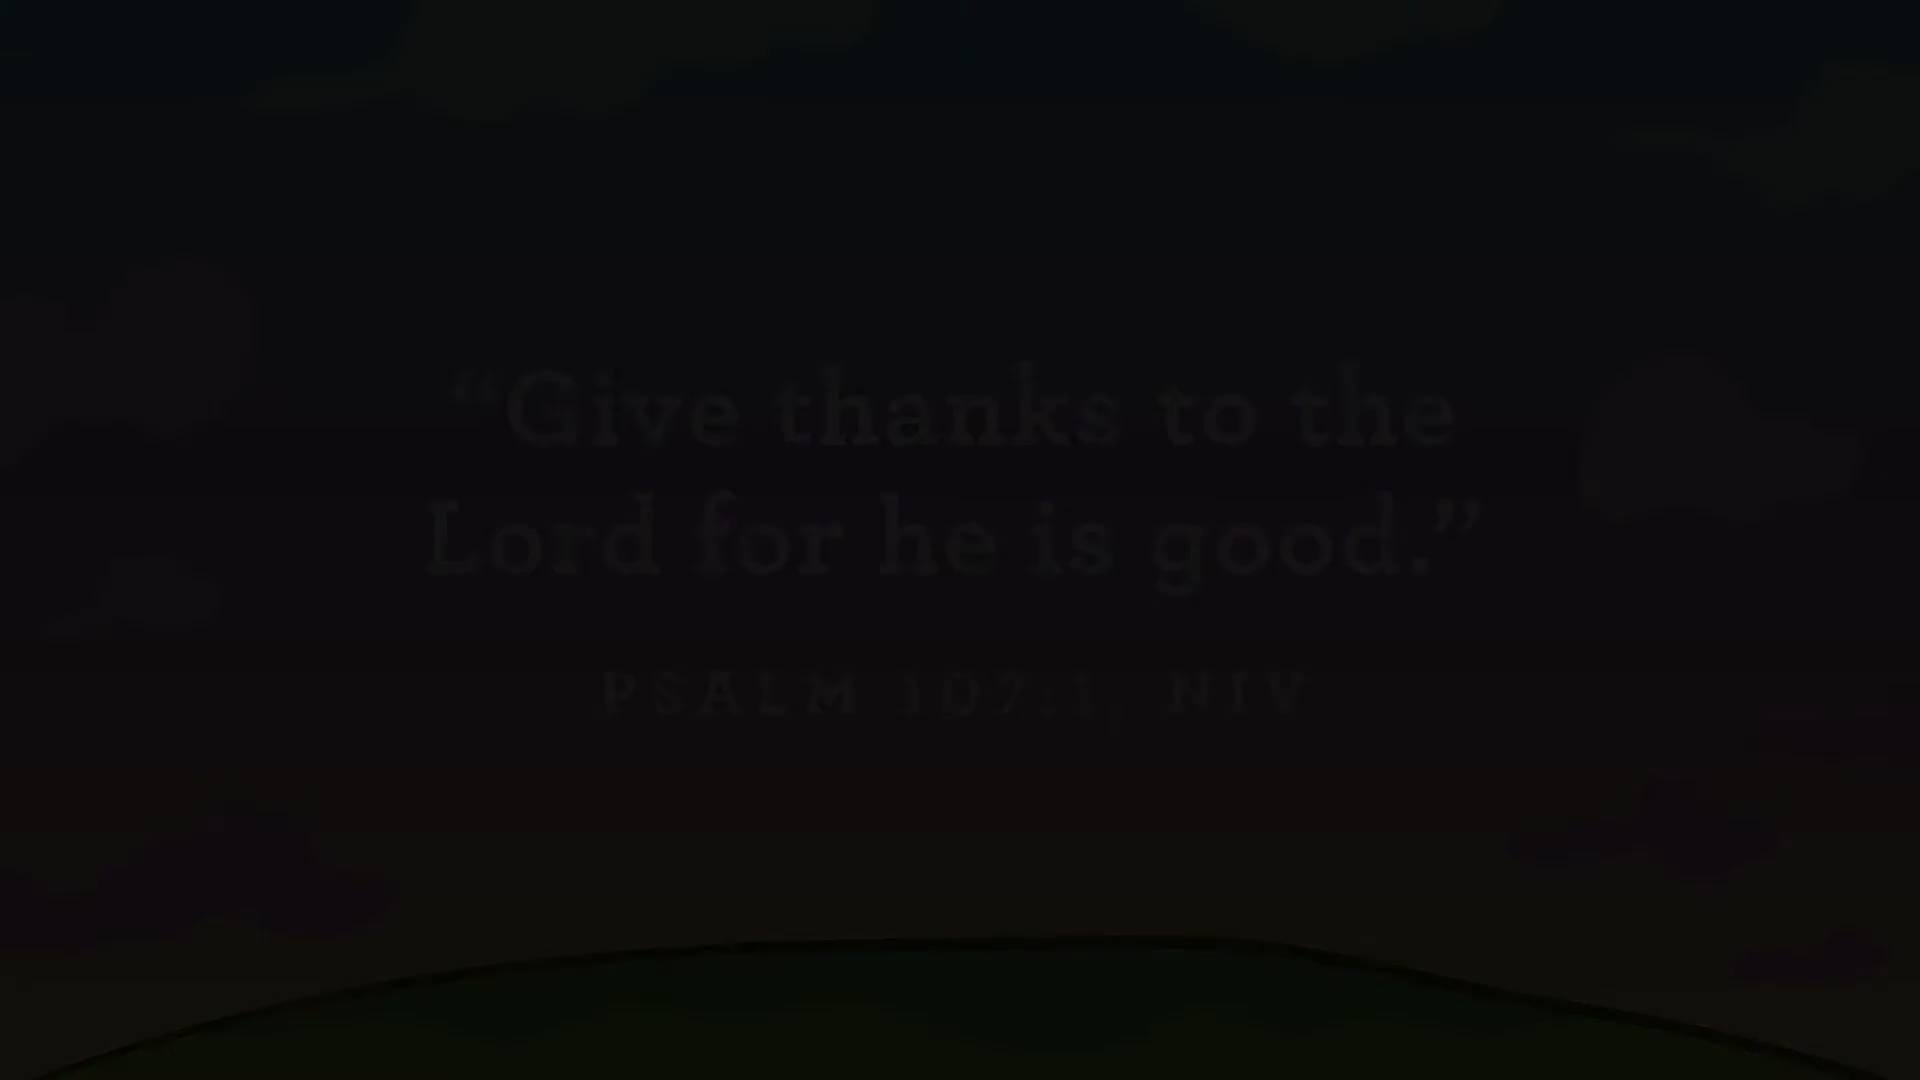 “Give thanks to the
Lord for he is good.”
PSALM 107:1, NIV